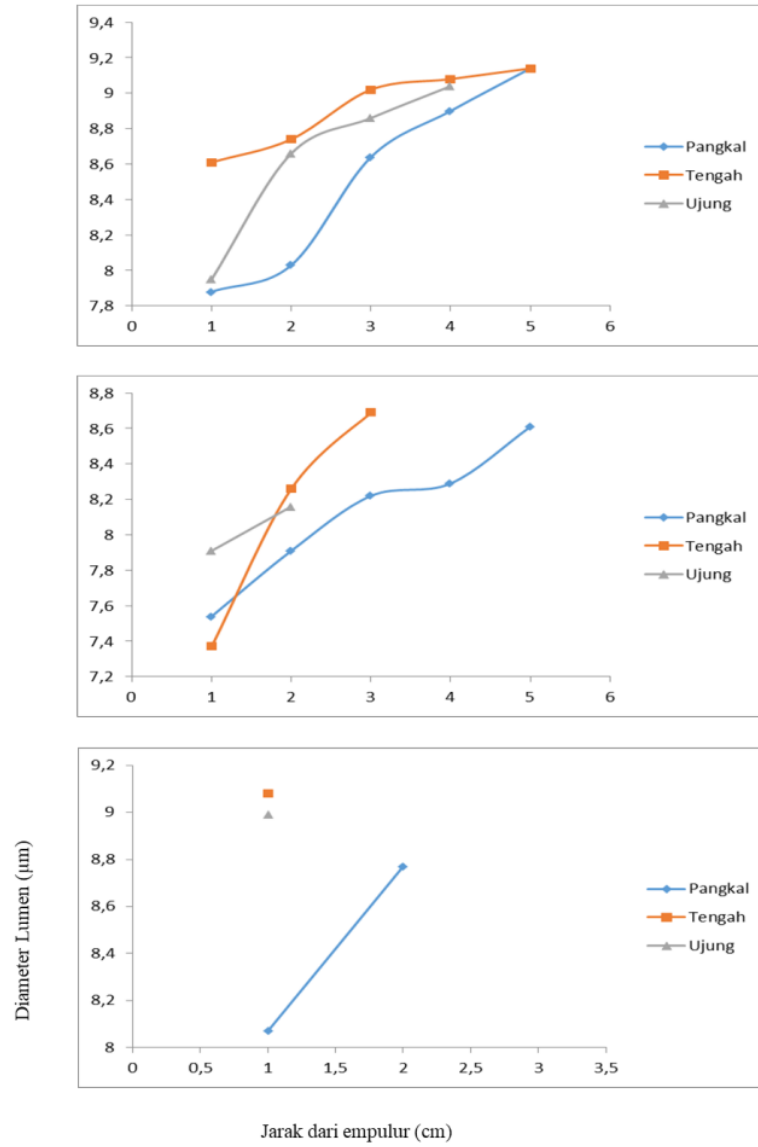 9,4
9,2
9
8,8
8,6
8,4
8,2
8
7,8
0 1 2 3 4 5 6
Pangkal
Tengah
Ujung
8,8
8,6
8,4
8,2
8
7,8
7,6
7,4
7,2
0 1 2 3 4 5 6
Pangkal
Tengah
Ujung
Diameter Lumen (µm)
9,2
9
8,8
8,6
8,4
8,2
8
0 0,5 1 1,5 2 2,5 3 3,5
Pangkal
Tengah
Ujung
Jarak dari empulur (cm)